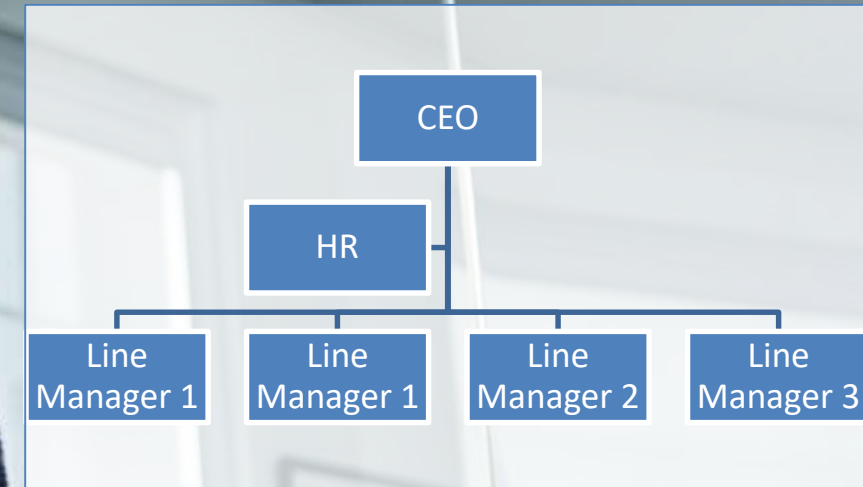 CEO
HR
Line
Manager 1
Line
Manager 1
Line
Manager 2
Line
Manager 3